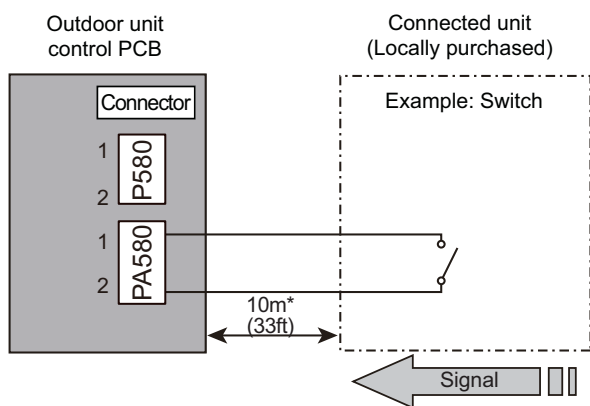 Outdoor unit
control PCB
Connected unit
(Locally purchased)
Connector
Example: Switch
1
2
P580
1
2
PA580
10m*
(33ft)
Signal